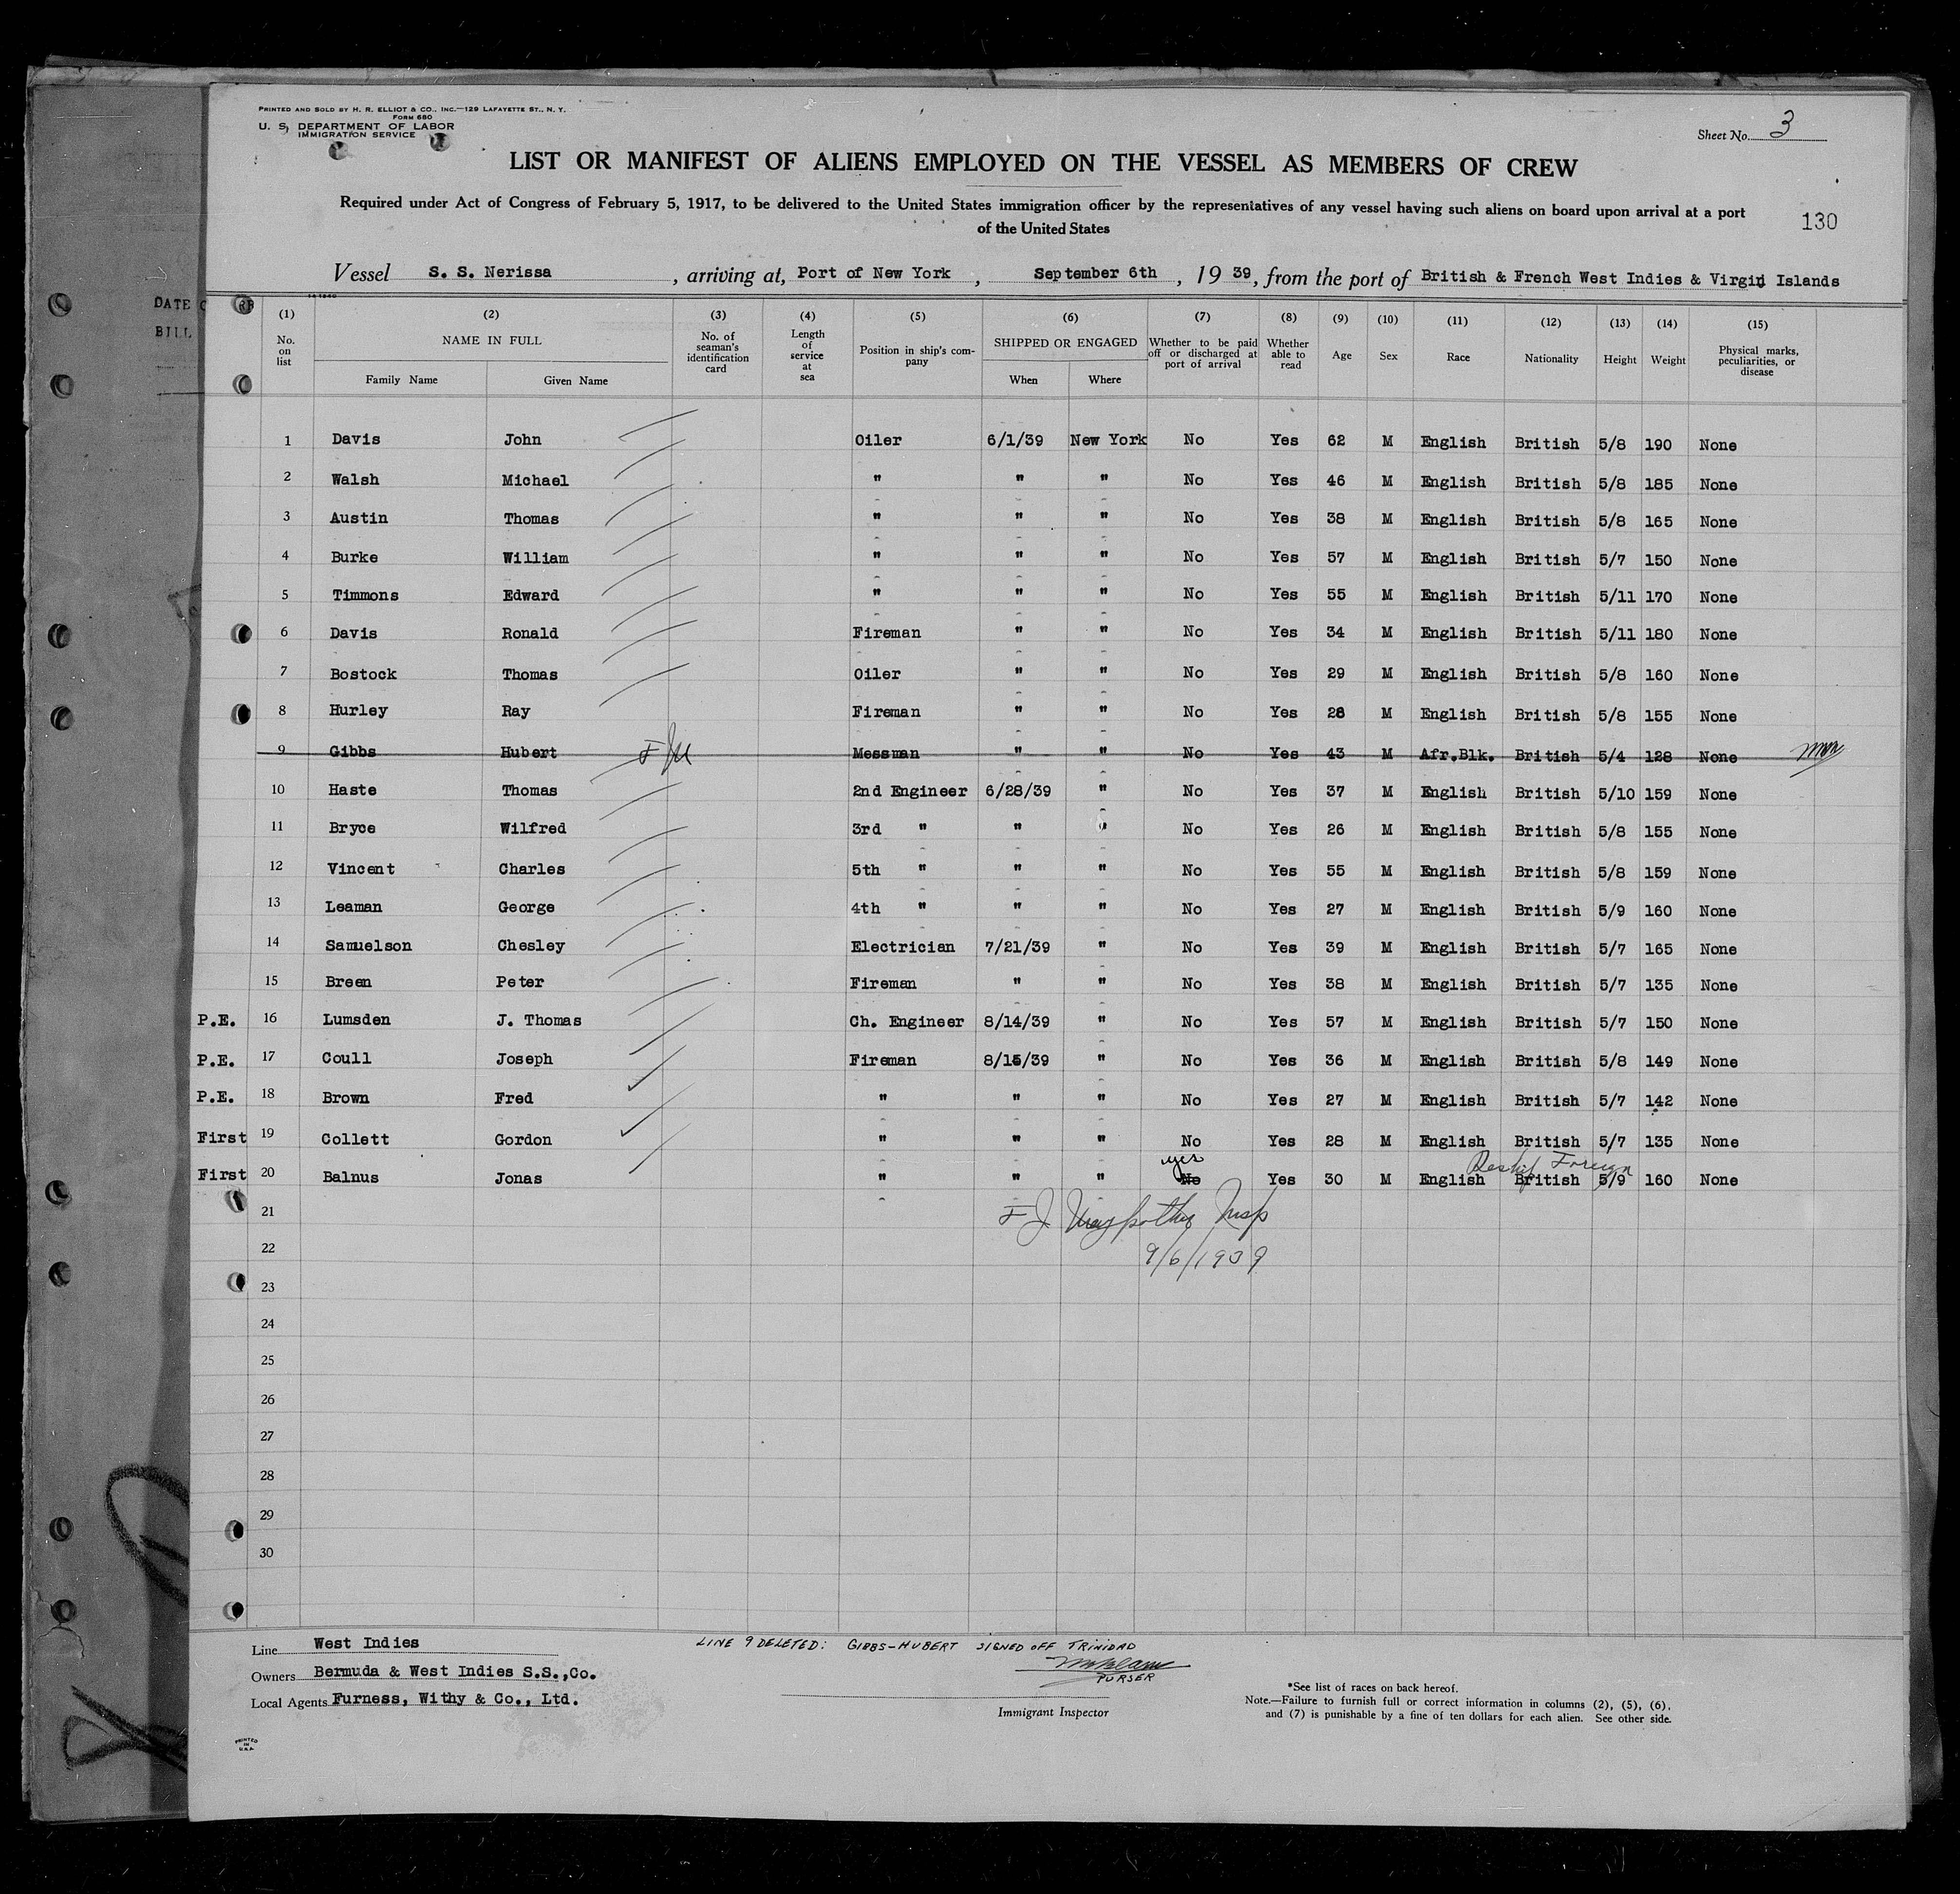 PRINTED AND SOLD BY H. R. ELLIOT & CO., INC.—129 LAFAYETTE ST., N. Y.
FORM 680
U. S. DEPARTMENT OF LABOR
IMMIGRATION SERVICE
Sheet No. 3
LIST OR MANIFEST OF ALIENS EMPLOYED ON THE VESSEL AS MEMBERS OF CREW
Required under Act of Congress of February 5, 1917, to be delivered to the United States immigration officer by the representatives of any vessel having such aliens on board upon arrival at a port
of the United States
130
Vessel S. S. Nerissa, arriving at, Port of New York, September 6th, 19 39, from the port of British & French West Indies & Virgin Islands
DATE
BILL
(1) (2) (3) (4) (5) (6) (7) (8) (9) (10) (11) (12) (13) (14) (15)
No. on list NAME IN FULL No. of seaman's identification card Length of service at sea Position in ship's company SHIPPED OR ENGAGED Whether to be paid off or discharged at port of arrival Whether able to read Age Sex Race Nationality Height Weight Physical marks, peculiarities, or disease
Family Name Given Name When Where
1 Davis John Oiler 6/1/39 New York No Yes 62 M English British 5/8 190 None
2 Walsh Michael " " " No Yes 46 M English British 5/8 185 None
3 Austin Thomas " " " No Yes 38 M English British 5/8 165 None
4 Burke William " " " No Yes 57 M English British 5/7 150 None
5 Timmons Edward " " " No Yes 55 M English British 5/11 170 None
6 Davis Ronald Fireman " " No Yes 34 M English British 5/11 180 None
7 Bostock Thomas Oiler " " No Yes 29 M English British 5/8 160 None
8 Hurley Ray Fireman " " No Yes 28 M English British 5/8 155 None
9 Gibbs Hubert Messman " " No Yes 43 M Afr.Blk. British 5/4 128 None
10 Haste Thomas 2nd Engineer 6/28/39 " No Yes 37 M English British 5/10 159 None
11 Bryce Wilfred 3rd " " " No Yes 26 M English British 5/8 155 None
12 Vincent Charles 5th " " " No Yes 55 M English British 5/8 159 None
13 Leaman George 4th " " " No Yes 27 M English British 5/9 160 None
14 Samuelson Chesley Electrician 7/21/39 " No Yes 39 M English British 5/7 165 None
15 Breen Peter Fireman " " No Yes 38 M English British 5/7 135 None
P.E. 16 Lumsden J. Thomas Ch. Engineer 8/14/39 " No Yes 57 M English British 5/7 150 None
P.E. 17 Coull Joseph Fireman 8/15/39 " No Yes 36 M English British 5/8 149 None
P.E. 18 Brown Fred " " " No Yes 27 M English British 5/7 142 None
First 19 Collett Gordon " " " No Yes 28 M English British 5/7 135 None
yes Reship Foreign
First 20 Balnus Jonas " " " No Yes 30 M English British 5/9 160 None
21
F J Insp
22
9/6/1939
23
24
25
26
27
28
29
30
Line West Indies
LINE 9 DELETED: GIBBS-HUBERT SIGNED OFF TRINIDAD
PURSER
Owners Bermuda & West Indies S.S.,Co.
Local Agents Furness, Withy & Co., Ltd.
Immigrant Inspector
*See list of races on back hereof.
Note.—Failure to furnish full or correct information in columns (2), (5), (6),
and (7) is punishable by a fine of ten dollars for each alien. See other side.
PRINTED
IN
U.S.A.